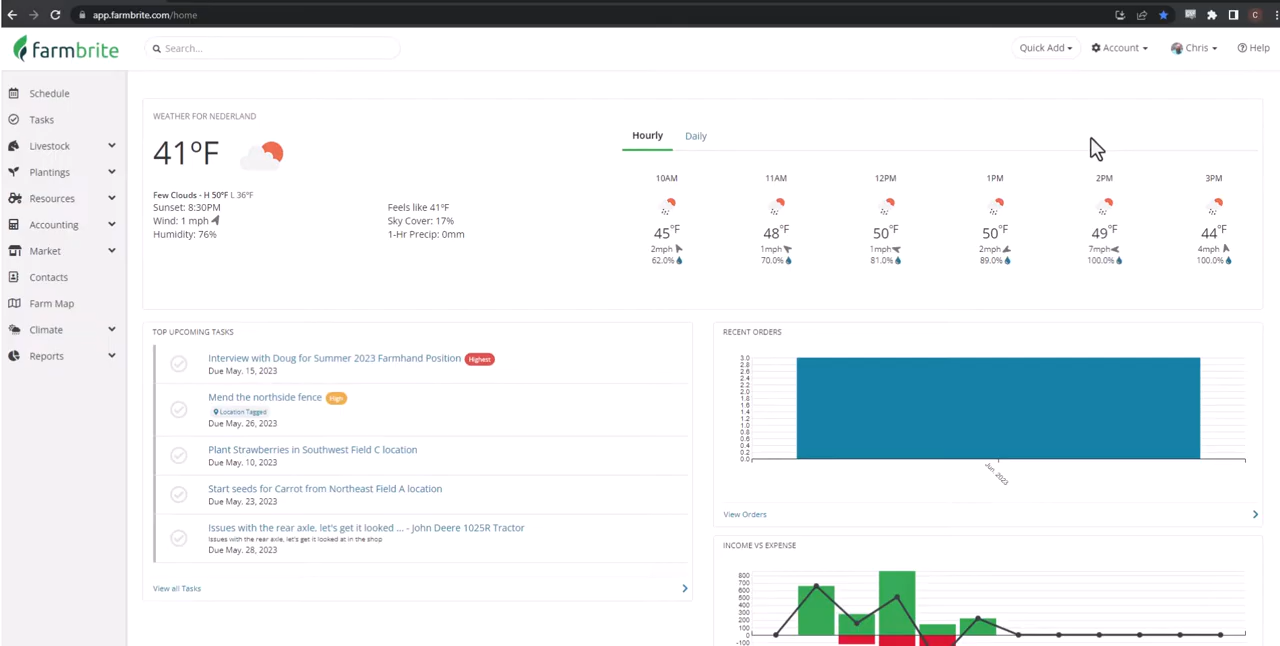 app.farmbrite.com/home
C
farmbrite
Search...
Quick Add
Account
Chris
Help
Schedule
Tasks
Livestock
Plantings
Resources
Accounting
Market
Contacts
Farm Map
Climate
Reports
WEATHER FOR NEDERLAND
41°F
Few Clouds - H 50°F L 36°F
Sunset: 8:30PM
Wind: 1 mph
Humidity: 76%
Feels like 41°F
Sky Cover: 17%
1-Hr Precip: 0mm
Hourly Daily
10AM 11AM 12PM 1PM 2PM 3PM
45°F 48°F 50°F 50°F 49°F 44°F
2mph 1mph 1mph 2mph 7mph 4mph
62.0% 70.0% 81.0% 89.0% 100.0% 100.0%
TOP UPCOMING TASKS
Interview with Doug for Summer 2023 Farmhand Position Highest
Due May. 15, 2023
Mend the northside fence High
Location Tagged
Due May. 26, 2023
Plant Strawberries in Southwest Field C location
Due May. 10, 2023
Start seeds for Carrot from Northeast Field A location
Due May. 23, 2023
Issues with the rear axle, let's get it looked ... - John Deere 1025R Tractor
Issues with the rear axle, let's get it looked at in the shop
Due May. 28, 2023
View all Tasks
RECENT ORDERS
3.0
2.8
2.6
2.4
2.2
2.0
1.8
1.6
1.4
1.2
1.0
0.8
0.6
0.4
0.2
0.0
Jun, 2023
View Orders
INCOME VS EXPENSE
800
700
600
500
400
300
200
100
0
-100